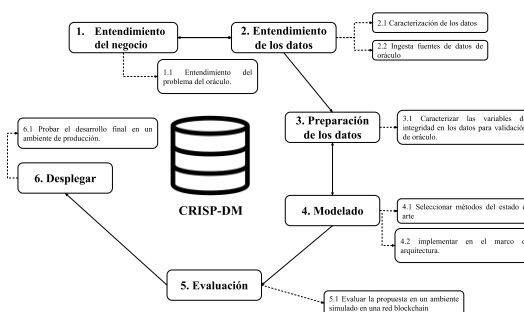 1. Entendimiento
del negocio
2. Entendimiento
de los datos
2.1 Caracterización de los datos
2.2 Ingesta fuentes de datos de
oráculo
1.1 Entendimiento del
problema del oráculo.
3. Preparación
de los datos
3.1 Caracterizar las variables de
integridad en los datos para validación
de oráculo.
6.1 Probar el desarrollo final en un
ambiente de producción.
6. Desplegar
CRISP-DM
4. Modelado
4.1 Seleccionar métodos del estado
arte
4.2 implementar en el marco
arquitectura.
5. Evaluación
5.1 Evaluar la propuesta en un ambiente
simulado en una red blockchain